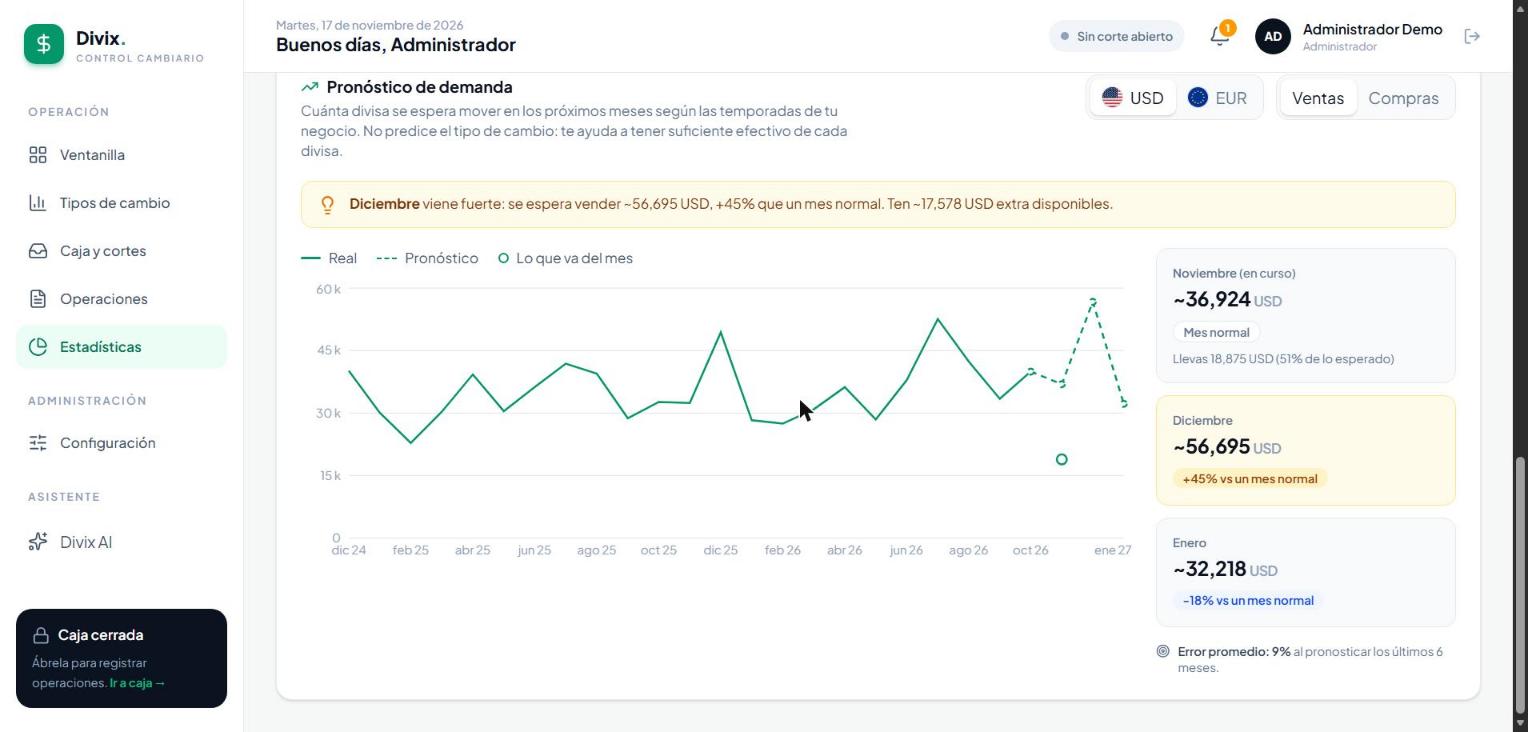 Divix.
CONTROL CAMBIARIO
OPERACIÓN
Ventanilla
Tipos de cambio
Caja y cortes
Operaciones
Estadísticas
ADMINISTRACIÓN
Configuración
ASISTENTE
Divix AI
Caja cerrada
Ábrela para registrar
operaciones. Ir a caja →
Martes, 17 de noviembre de 2026
Buenos días, Administrador
Sin corte abierto
1
AD
Administrador Demo
Administrador
Pronóstico de demanda
Cuánta divisa se espera mover en los próximos meses según las temporadas de tu
negocio. No predice el tipo de cambio: te ayuda a tener suficiente efectivo de cada
divisa.
USD EUR
Ventas Compras
Diciembre viene fuerte: se espera vender ~56,695 USD, +45% que un mes normal. Ten ~17,578 USD extra disponibles.
Real Pronóstico Lo que va del mes
60 k
45 k
30 k
15 k
0
dic 24 feb 25 abr 25 jun 25 ago 25 oct 25 dic 25 feb 26 abr 26 jun 26 ago 26 oct 26 ene 27
Noviembre (en curso)
~36,924 USD
Mes normal
Llevas 18,875 USD (51% de lo esperado)
Diciembre
~56,695 USD
+45% vs un mes normal
Enero
~32,218 USD
-18% vs un mes normal
Error promedio: 9% al pronosticar los últimos 6
meses.